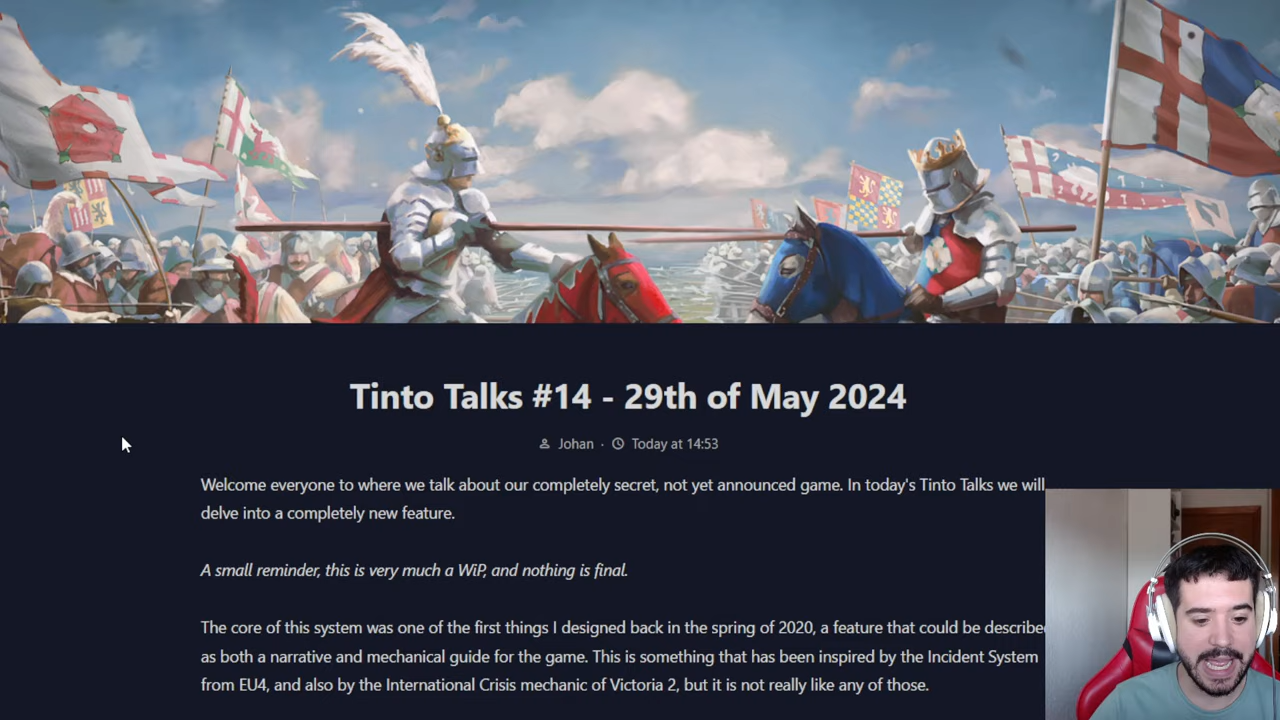 Tinto Talks #14 - 29th of May 2024
Johan · Today at 14:53
Welcome everyone to where we talk about our completely secret, not yet announced game. In today's Tinto Talks we will
delve into a completely new feature.
A small reminder, this is very much a WiP, and nothing is final.
The core of this system was one of the first things I designed back in the spring of 2020, a feature that could be described
as both a narrative and mechanical guide for the game. This is something that has been inspired by the Incident System
from EU4, and also by the International Crisis mechanic of Victoria 2, but it is not really like any of those.